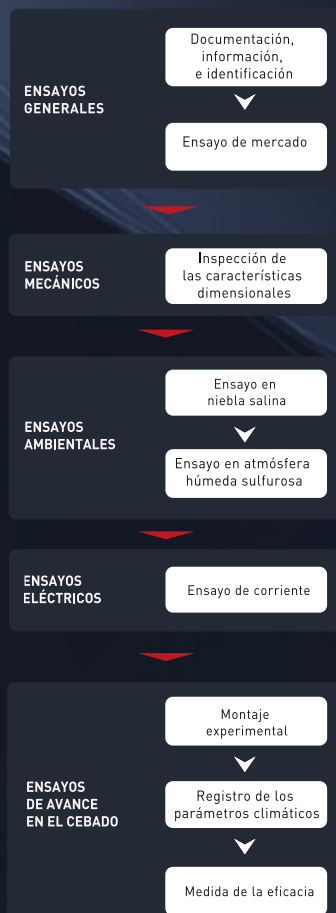 ENSAYOS
GENERALES
Documentación,
información,
e identificación
Ensayo de mercado
ENSAYOS
MECÁNICOS
Inspección de
las características
dimensionales
ENSAYOS
AMBIENTALES
Ensayo en
niebla salina
Ensayo en atmósfera
húmeda sulfurosa
ENSAYOS
ELÉCTRICOS
Ensayo de corriente
ENSAYOS
DE AVANCE
EN EL CEBADO
Montaje
experimental
Registro de los
parámetros climáticos
Medida de la eficacia